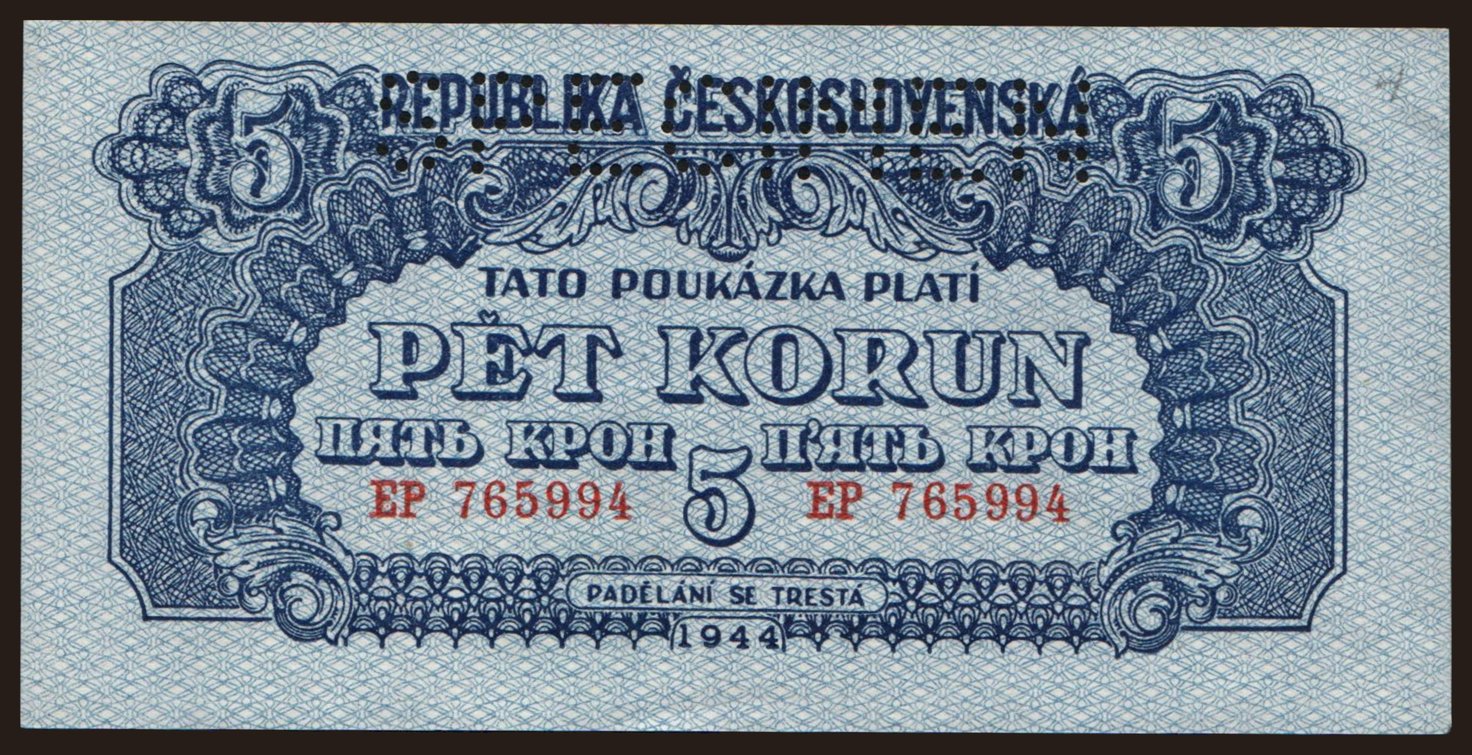 REPUBLIKA ČESKOSLOVENSKÁ
5 5
SPECIMEN
TATO POUKÁZKA PLATÍ
PĚT KORUN
ПЯТЬ КРОН П'ЯТЬ КРОН
EP 765994 5 EP 765994
PADĚLÁNÍ SE TRESTÁ
1944